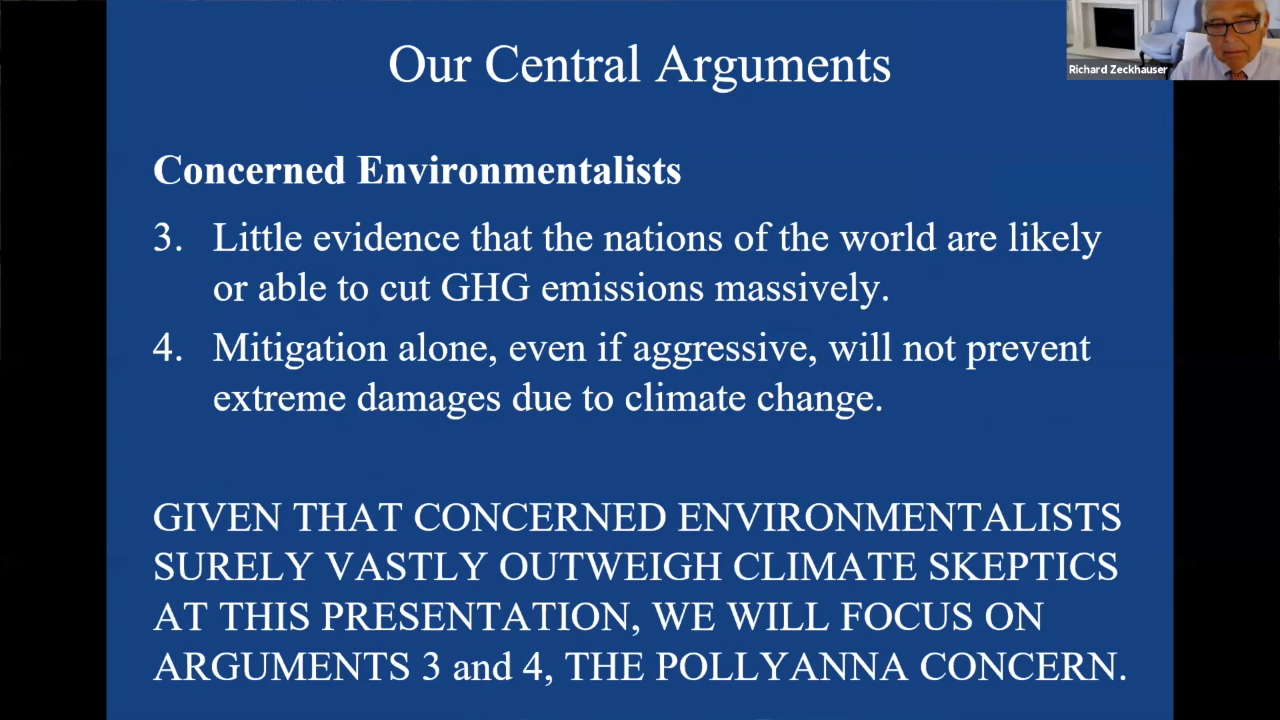 Our Central Arguments
Richard Zeckhauser
Concerned Environmentalists
3. Little evidence that the nations of the world are likely
or able to cut GHG emissions massively.
4. Mitigation alone, even if aggressive, will not prevent
extreme damages due to climate change.
GIVEN THAT CONCERNED ENVIRONMENTALISTS
SURELY VASTLY OUTWEIGH CLIMATE SKEPTICS
AT THIS PRESENTATION, WE WILL FOCUS ON
ARGUMENTS 3 and 4, THE POLLYANNA CONCERN.